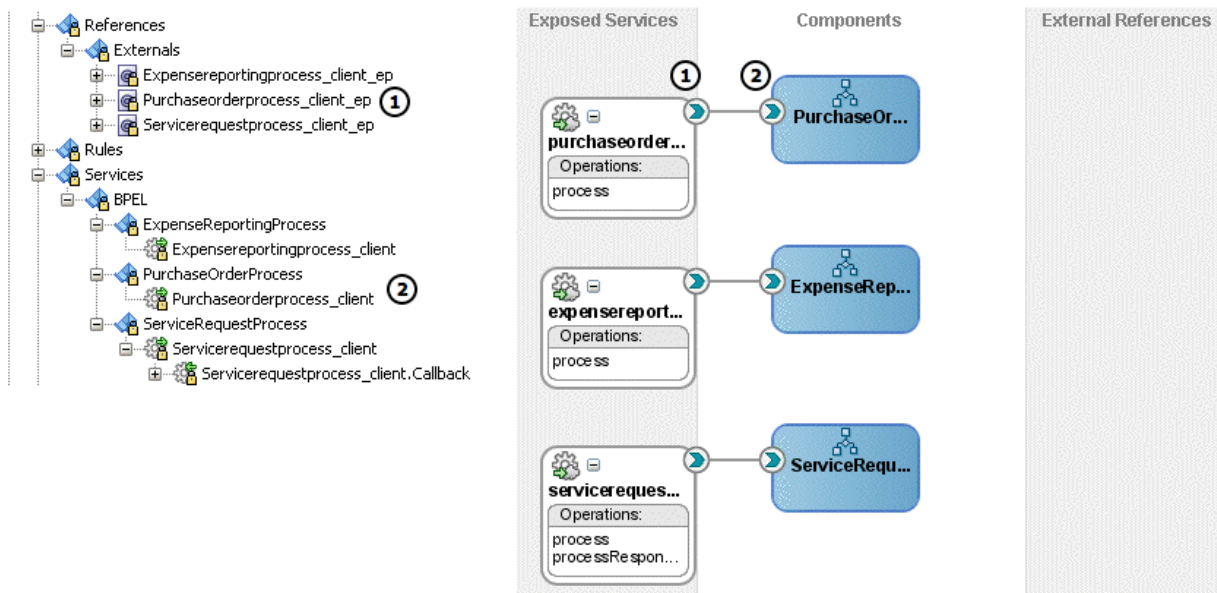 References
Externals
Expensereportingprocess_client_ep
Purchaseorderprocess_client_ep 1
Servicerequestprocess_client_ep
Rules
Services
BPEL
ExpenseReportingProcess
Expensereportingprocess_client
PurchaseOrderProcess
Purchaseorderprocess_client 2
ServiceRequestProcess
Servicerequestprocess_client
Servicerequestprocess_client.Callback
Exposed Services
Components
External References
1
2
purchaseorder...
Operations:
process
PurchaseOr...
expensereport...
Operations:
process
ExpenseRep...
servicereques...
Operations:
process
processRespon...
ServiceRequ...